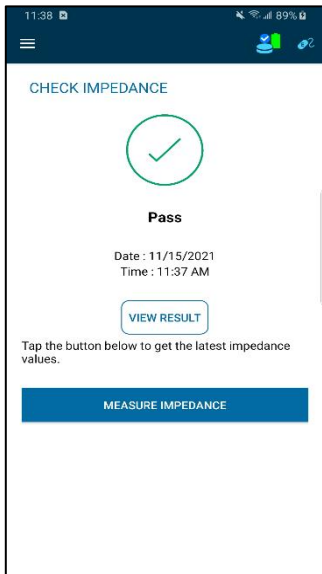 11:38 89%
CHECK IMPEDANCE
Pass
Date : 11/15/2021
Time : 11:37 AM
VIEW RESULT
Tap the button below to get the latest impedance
values.
MEASURE IMPEDANCE